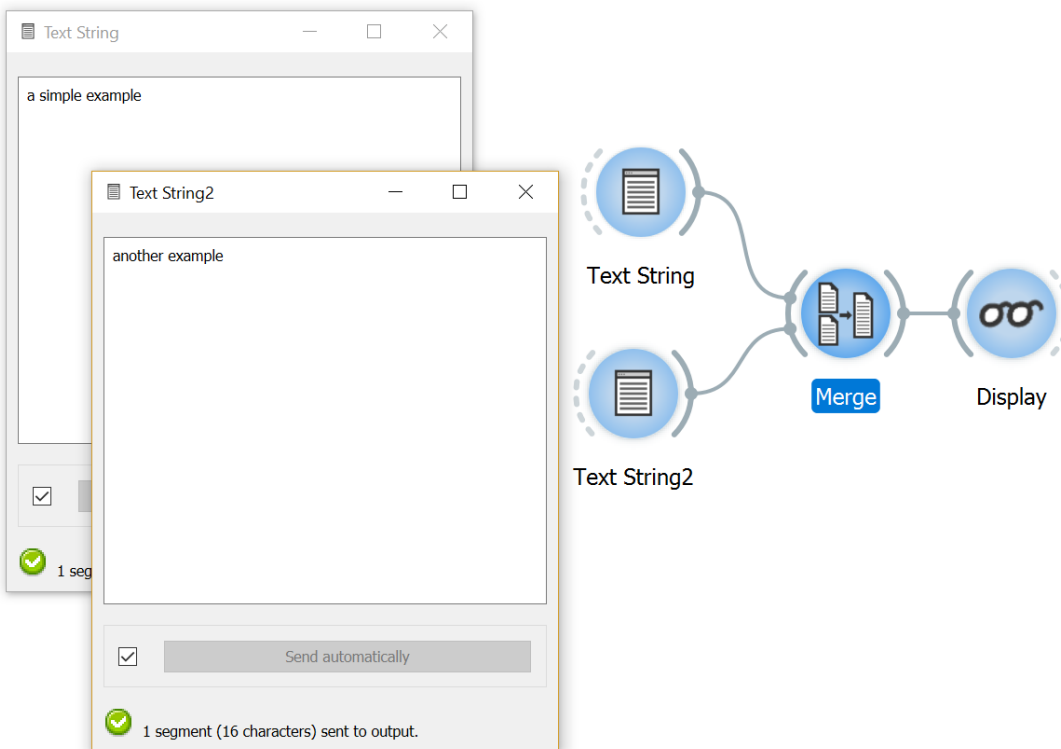 Text String
a simple example
1 seg
Text String2
another example
Send automatically
1 segment (16 characters) sent to output.
Text String
Text String2
Merge
Display